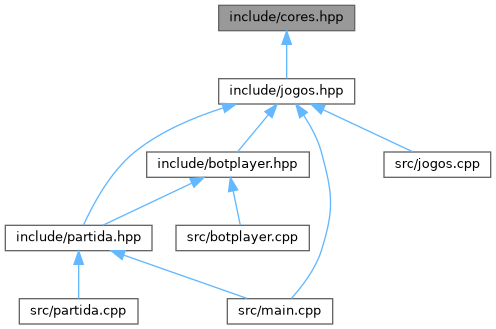 include/cores.hpp
include/jogos.hpp
include/botplayer.hpp
src/jogos.cpp
include/partida.hpp
src/botplayer.cpp
src/partida.cpp
src/main.cpp